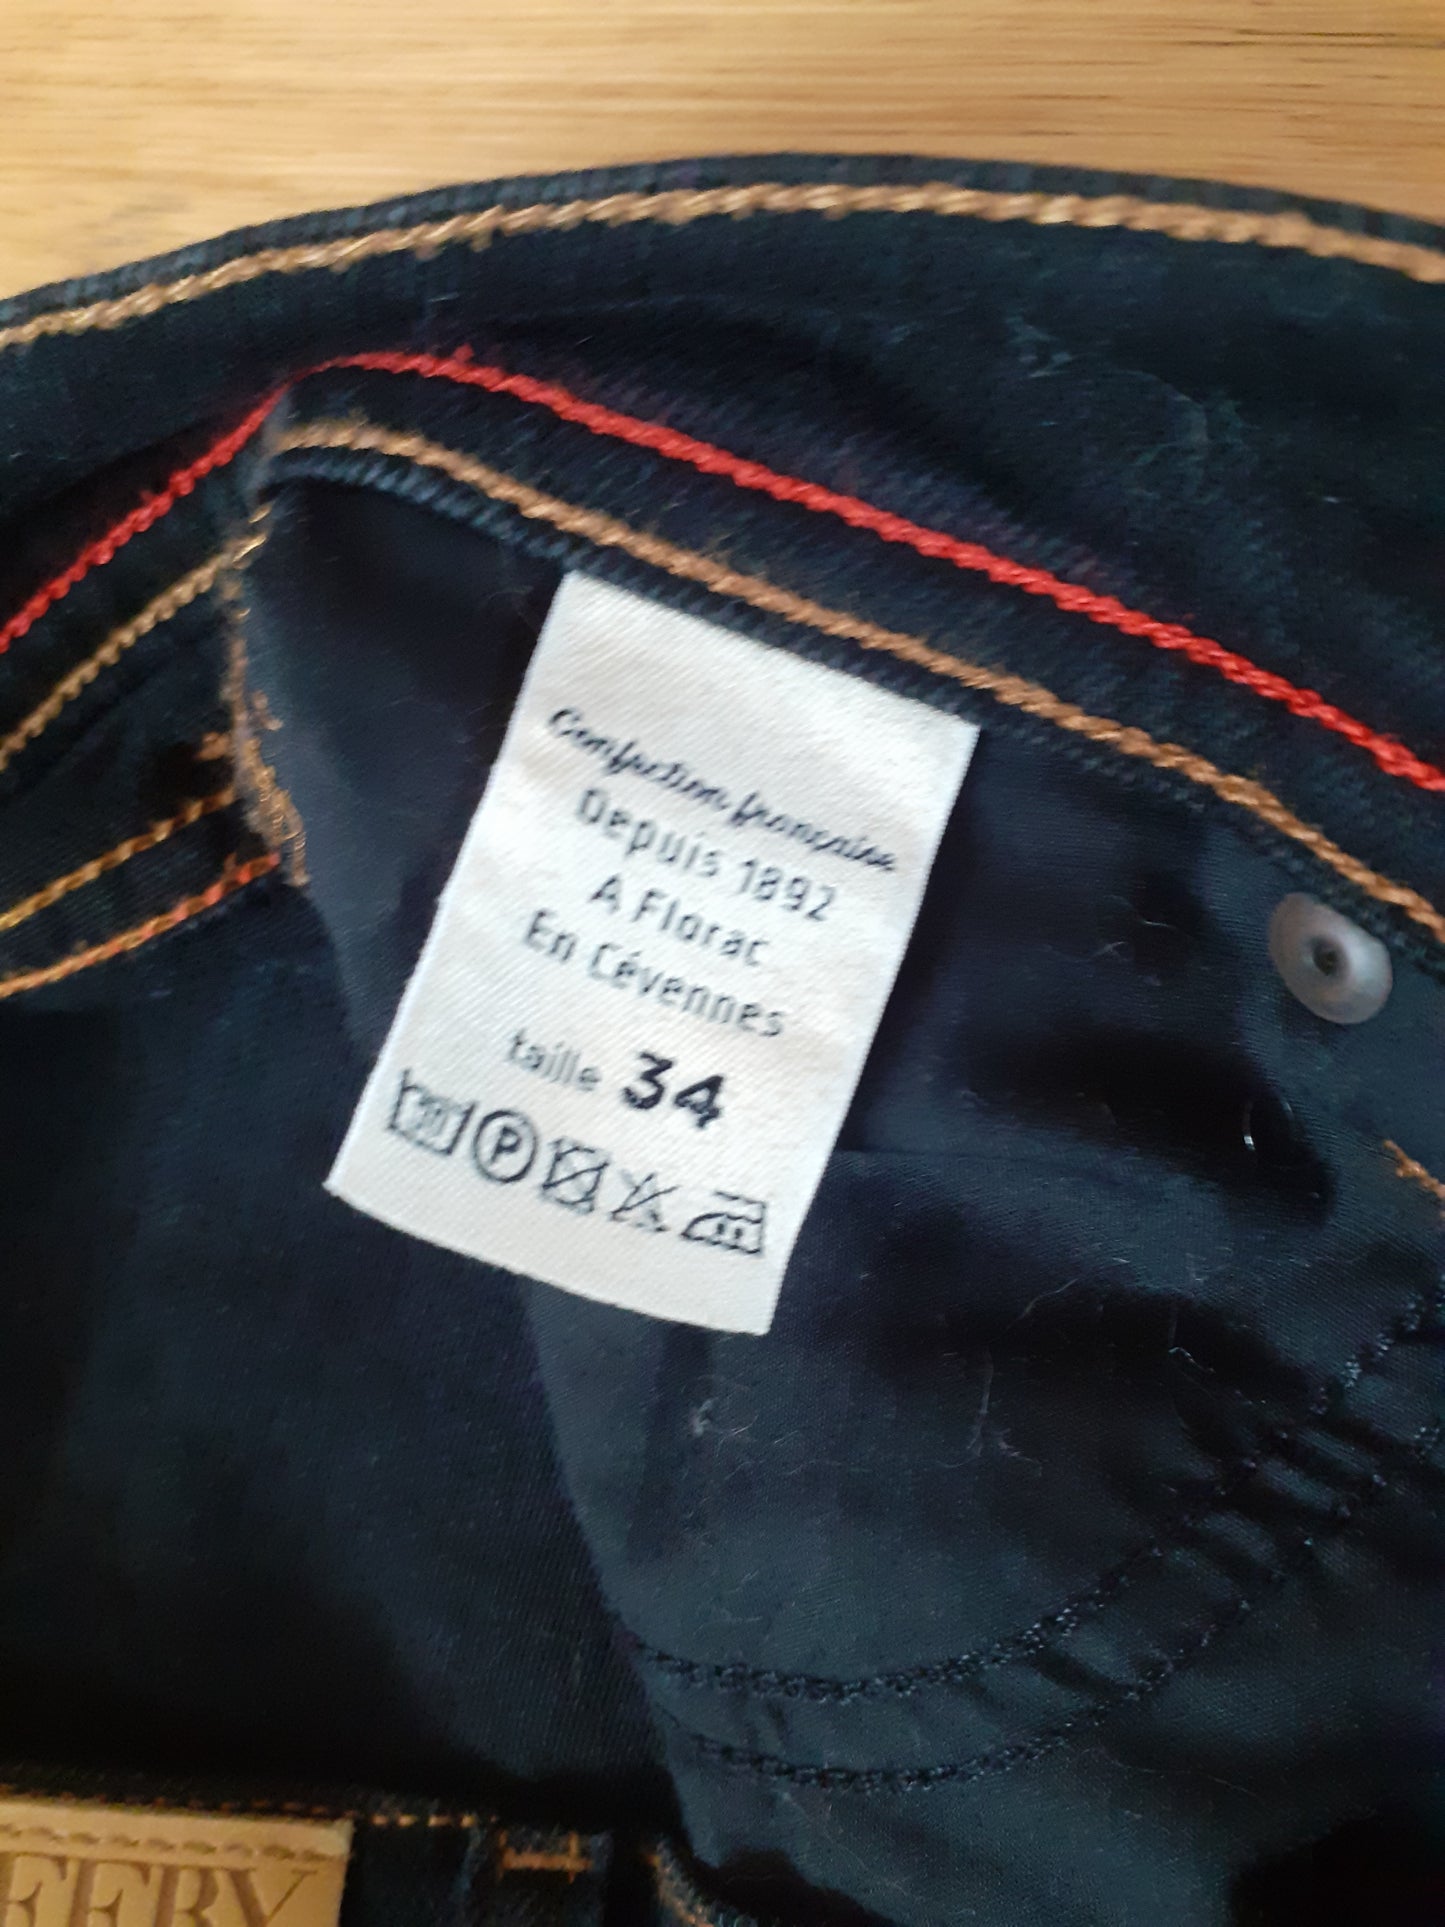 Confection française
Depuis 1892
A Florac
En Cévennes
taille 34
P